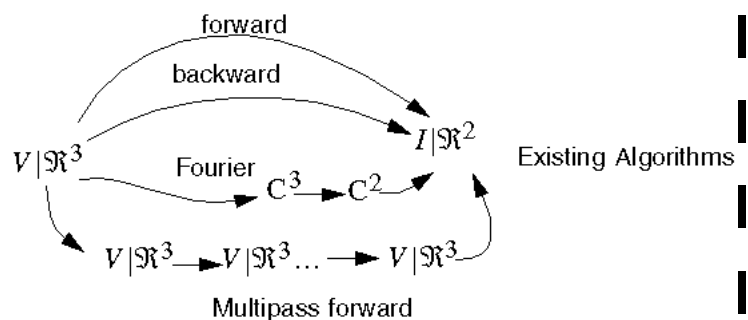 forward
backward
V|ℜ³
I|ℜ²
Existing Algorithms
Fourier
C³ C²
V|ℜ³ V|ℜ³... V|ℜ³
Multipass forward